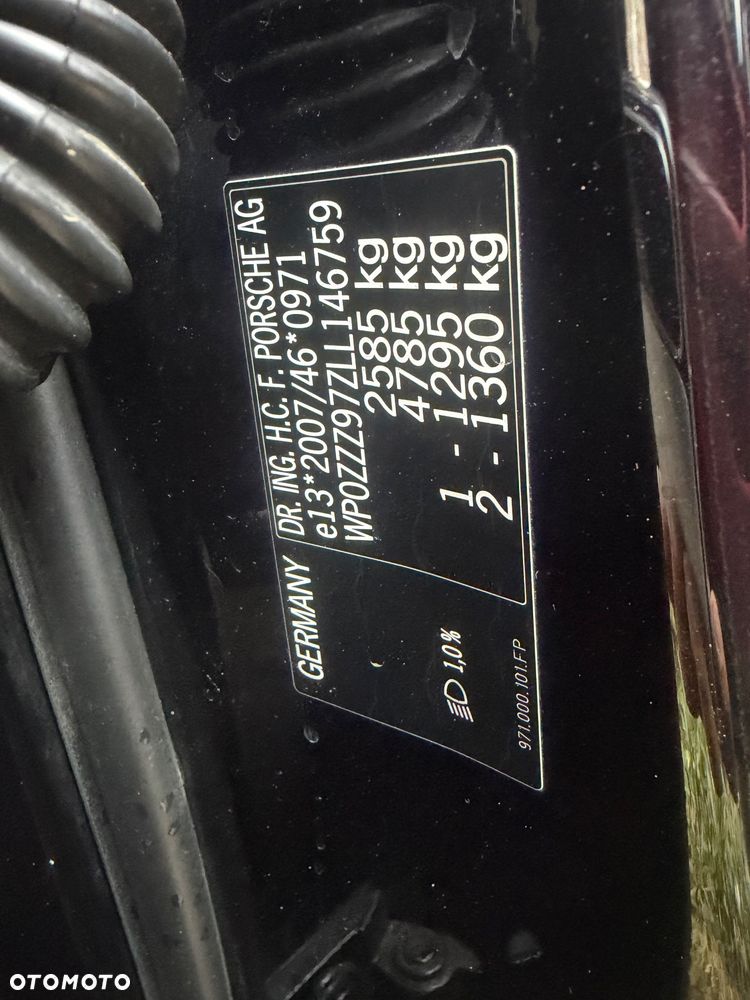 GERMANY
DR. ING. H.C. F. PORSCHE AG
e13*2007/46*0971
WP0ZZZ97ZLL146759
2585 kg
4785 kg
1 - 1295 kg
2 - 1360 kg
1,0%
971.000.101.FP
OTOMOTO